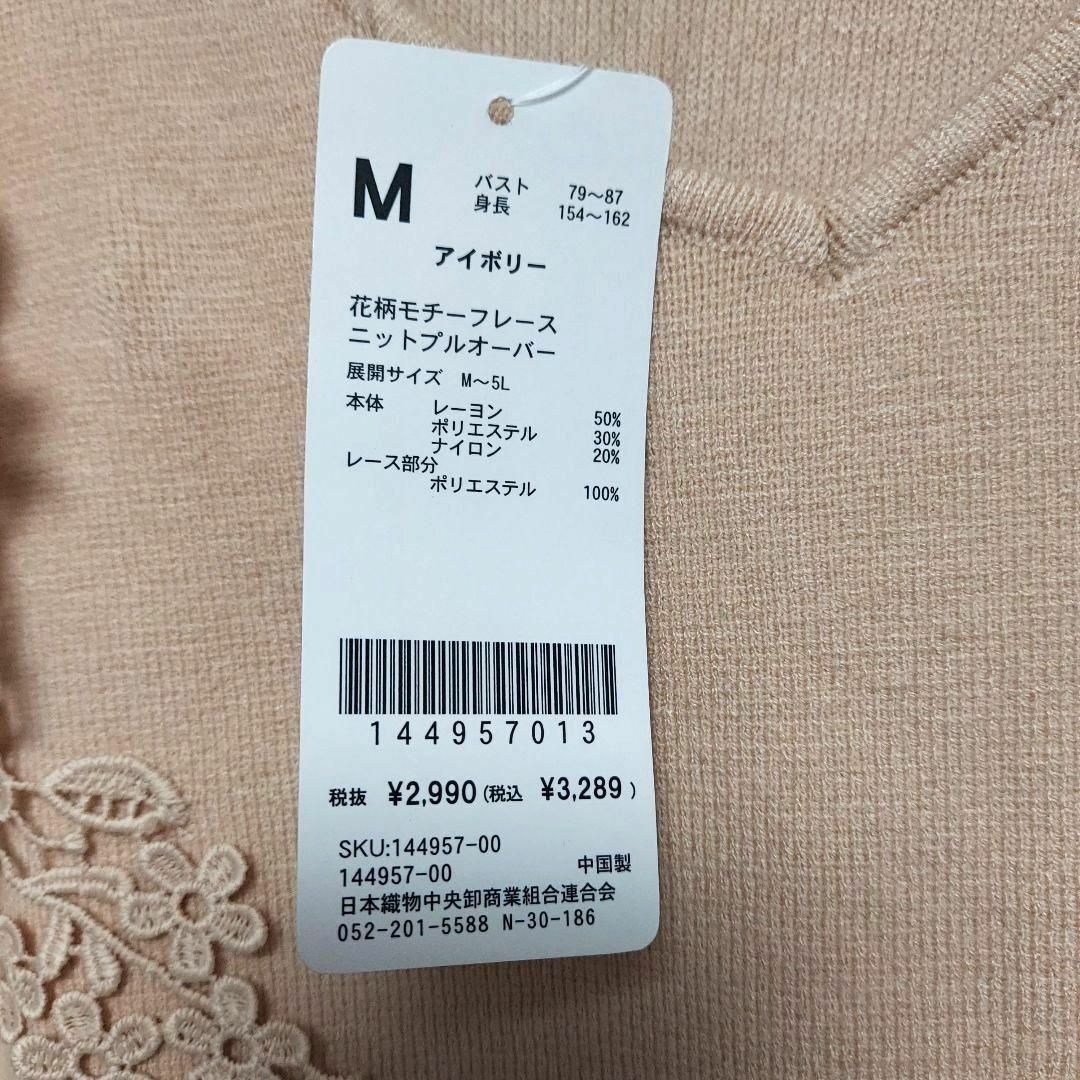 M
バスト 79〜87
身長 154〜162
アイボリー
花柄モチーフレース
ニットプルオーバー
展開サイズ M〜5L
本体 レーヨン 50%
ポリエステル 30%
ナイロン 20%
レース部分
ポリエステル 100%
144957013
税抜 ¥2,990(税込 ¥3,289)
SKU:144957-00
144957-00 中国製
日本織物中央卸商業組合連合会
052-201-5588 N-30-186